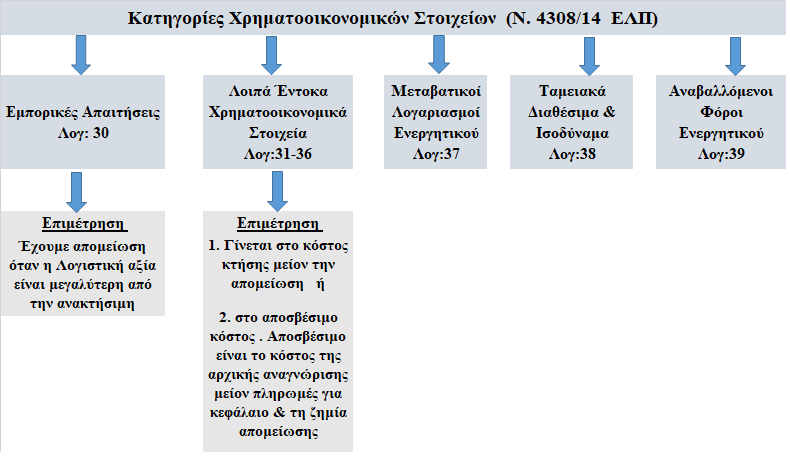 Κατηγορίες Χρηματοοικονομικών Στοιχείων (Ν. 4308/14 ΕΛΠ)
Εμπορικές Απαιτήσεις
Λογ: 30
Λοιπά Έντοκα
Χρηματοοικονομικά
Στοιχεία
Λογ:31-36
Μεταβατικοί
Λογαριασμοί
Ενεργητικού
Λογ:37
Ταμειακά
Διαθέσιμα &
Ισοδύναμα
Λογ:38
Αναβαλλόμενοι
Φόροι
Ενεργητικού
Λογ:39
Επιμέτρηση
Έχουμε απομείωση
όταν η Λογιστική αξία
είναι μεγαλύτερη από
την ανακτήσιμη
Επιμέτρηση
1. Γίνεται στο κόστος
κτήσης μείον την
απομείωση ή
2. στο αποσβέσιμο
κόστος . Αποσβέσιμο
είναι το κόστος της
αρχικής αναγνώρισης
μείον πληρωμές για
κεφάλαιο & τη ζημία
απομείωσης